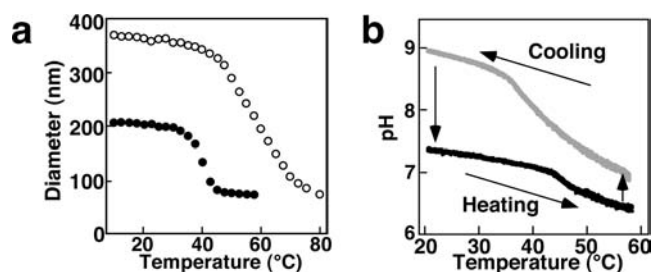 a
Diameter (nm)
400
300
200
100
0
20
40
60
80
Temperature (°C)
b
pH
9
8
7
6
Cooling
Heating
20
30
40
50
60
Temperature (°C)